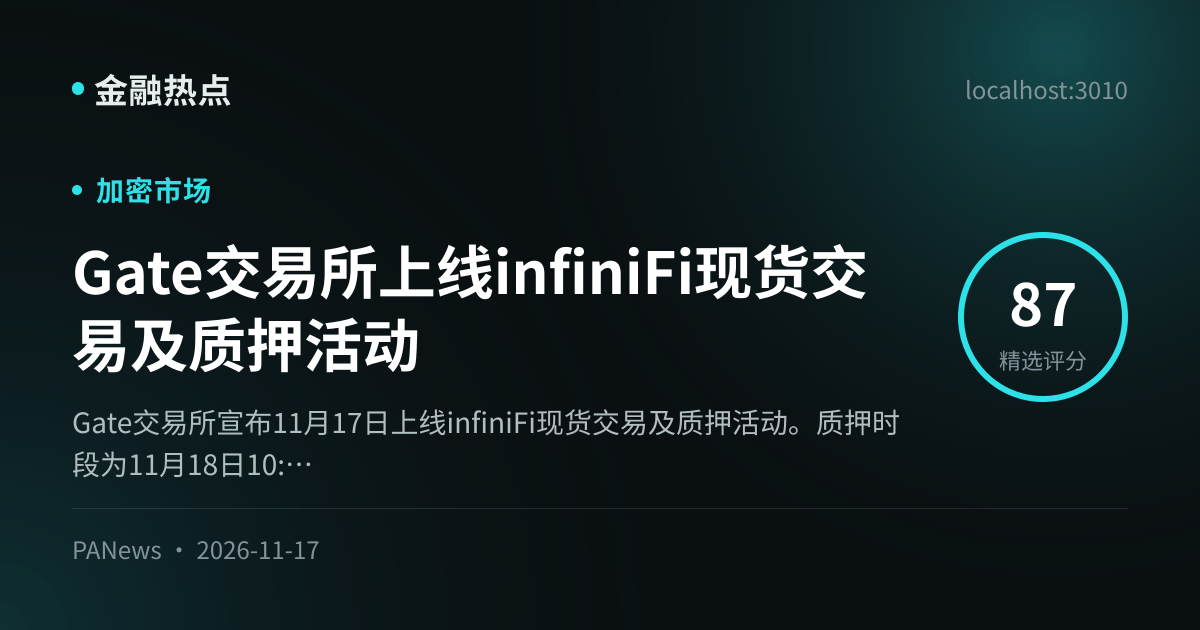 金融热点
localhost:3010
加密市场
Gate交易所上线infiniFi现货交
易及质押活动
87
精选评分
Gate交易所宣布11月17日上线infiniFi现货交易及质押活动。质押时
段为11月18日10:···
PANews · 2026-11-17